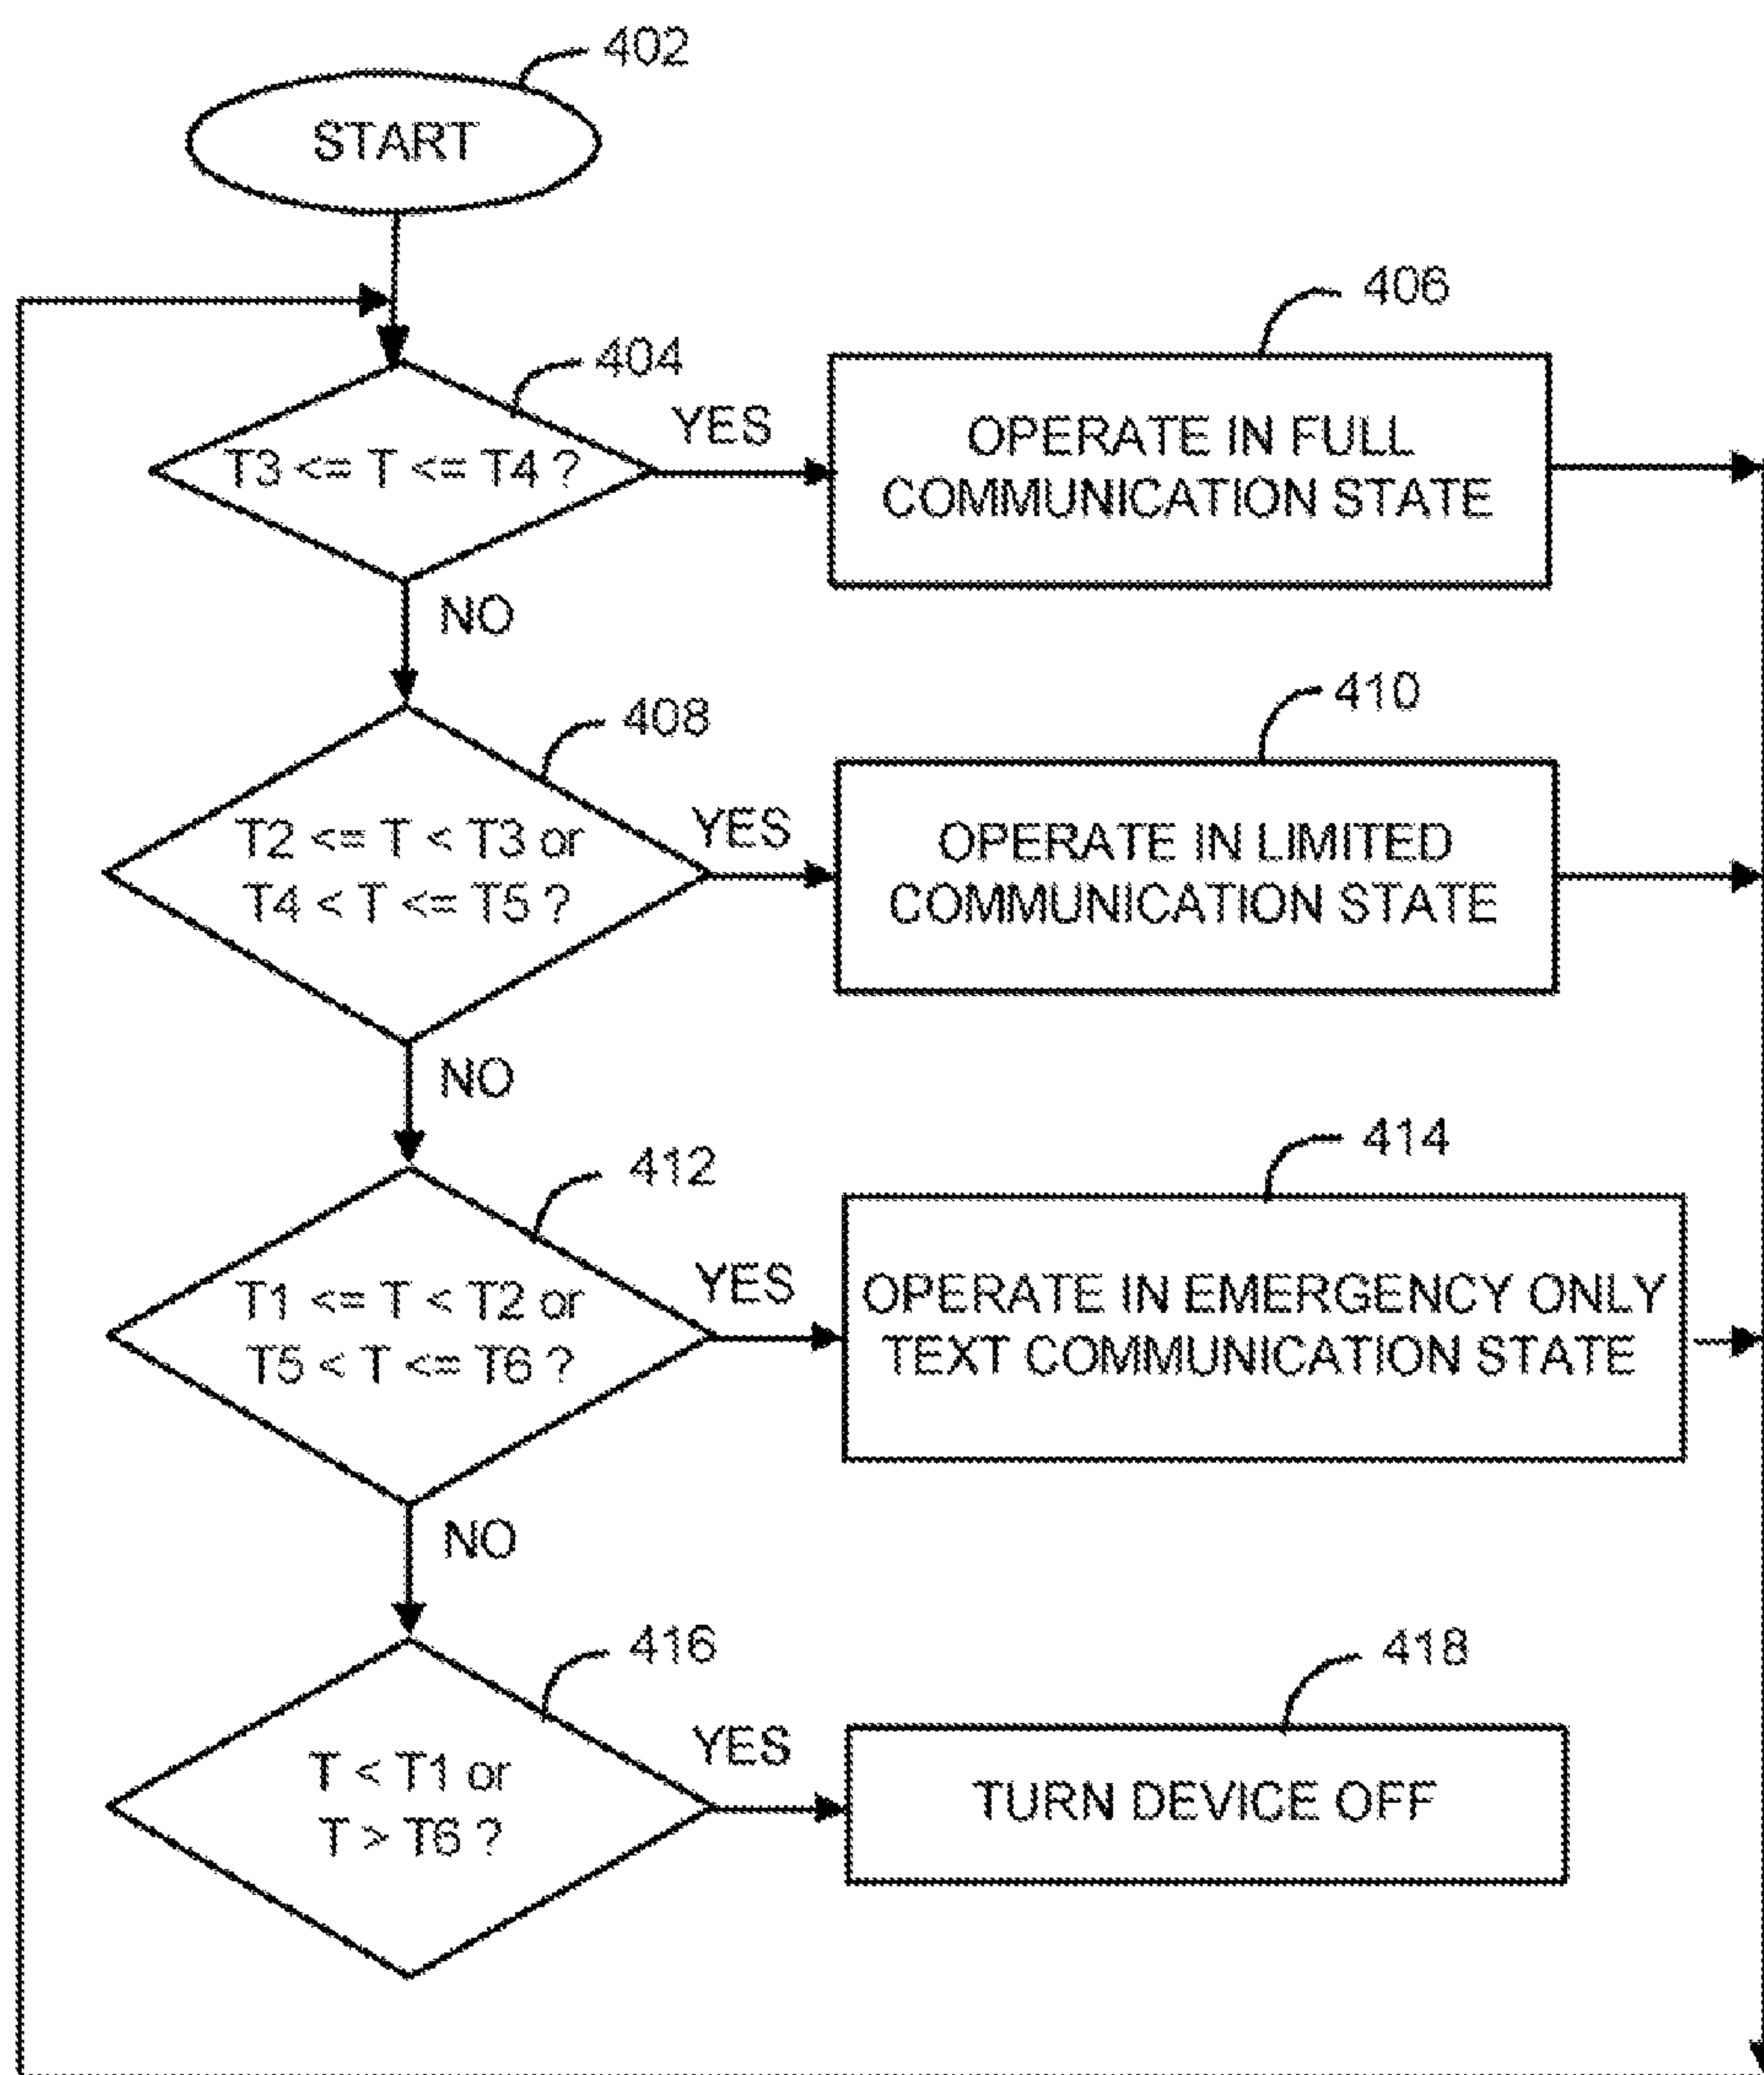 402
START
406
404
YES
T3 <= T <= T4 ?
OPERATE IN FULL
COMMUNICATION STATE
NO
408
410
T2 <= T < T3 or
T4 < T <= T5 ?
YES
OPERATE IN LIMITED
COMMUNICATION STATE
NO
412
414
T1 <= T < T2 or
T5 < T <= T6 ?
YES
OPERATE IN EMERGENCY ONLY
TEXT COMMUNICATION STATE
NO
416
418
T < T1 or
T > T6 ?
YES
TURN DEVICE OFF